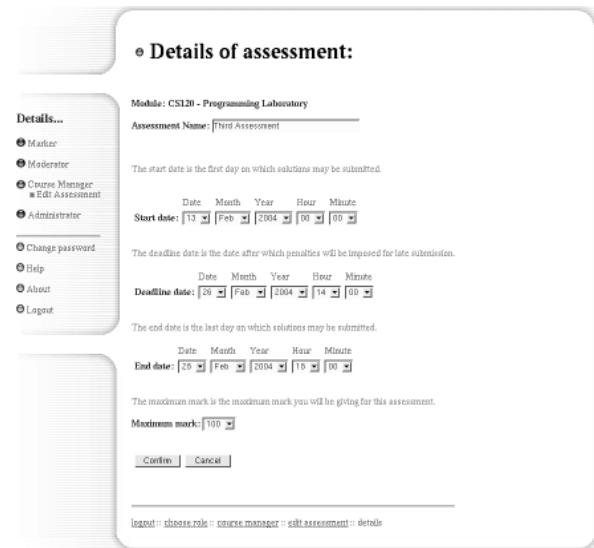 Details of assessment:
Details...
Marker
Moderator
Course Manager
Edit Assessment
Administrator
Change password
Help
About
Logout
Module: CS120 - Programming Laboratory
Assessment Name: Third Assessment
The start date is the first day on which solutions may be submitted.
Date Month Year Hour Minute
Start date: 13 Feb 2004 00 00
The deadline date is the date after which penalties will be imposed for late submission.
Date Month Year Hour Minute
Deadline date: 26 Feb 2004 14 00
The end date is the last day on which solutions may be submitted.
Date Month Year Hour Minute
End date: 26 Feb 2004 16 00
The maximum mark is the maximum mark you will be giving for this assessment.
Maximum mark: 100
Confirm Cancel
logout :: choose role :: course manager :: edit assessment :: details